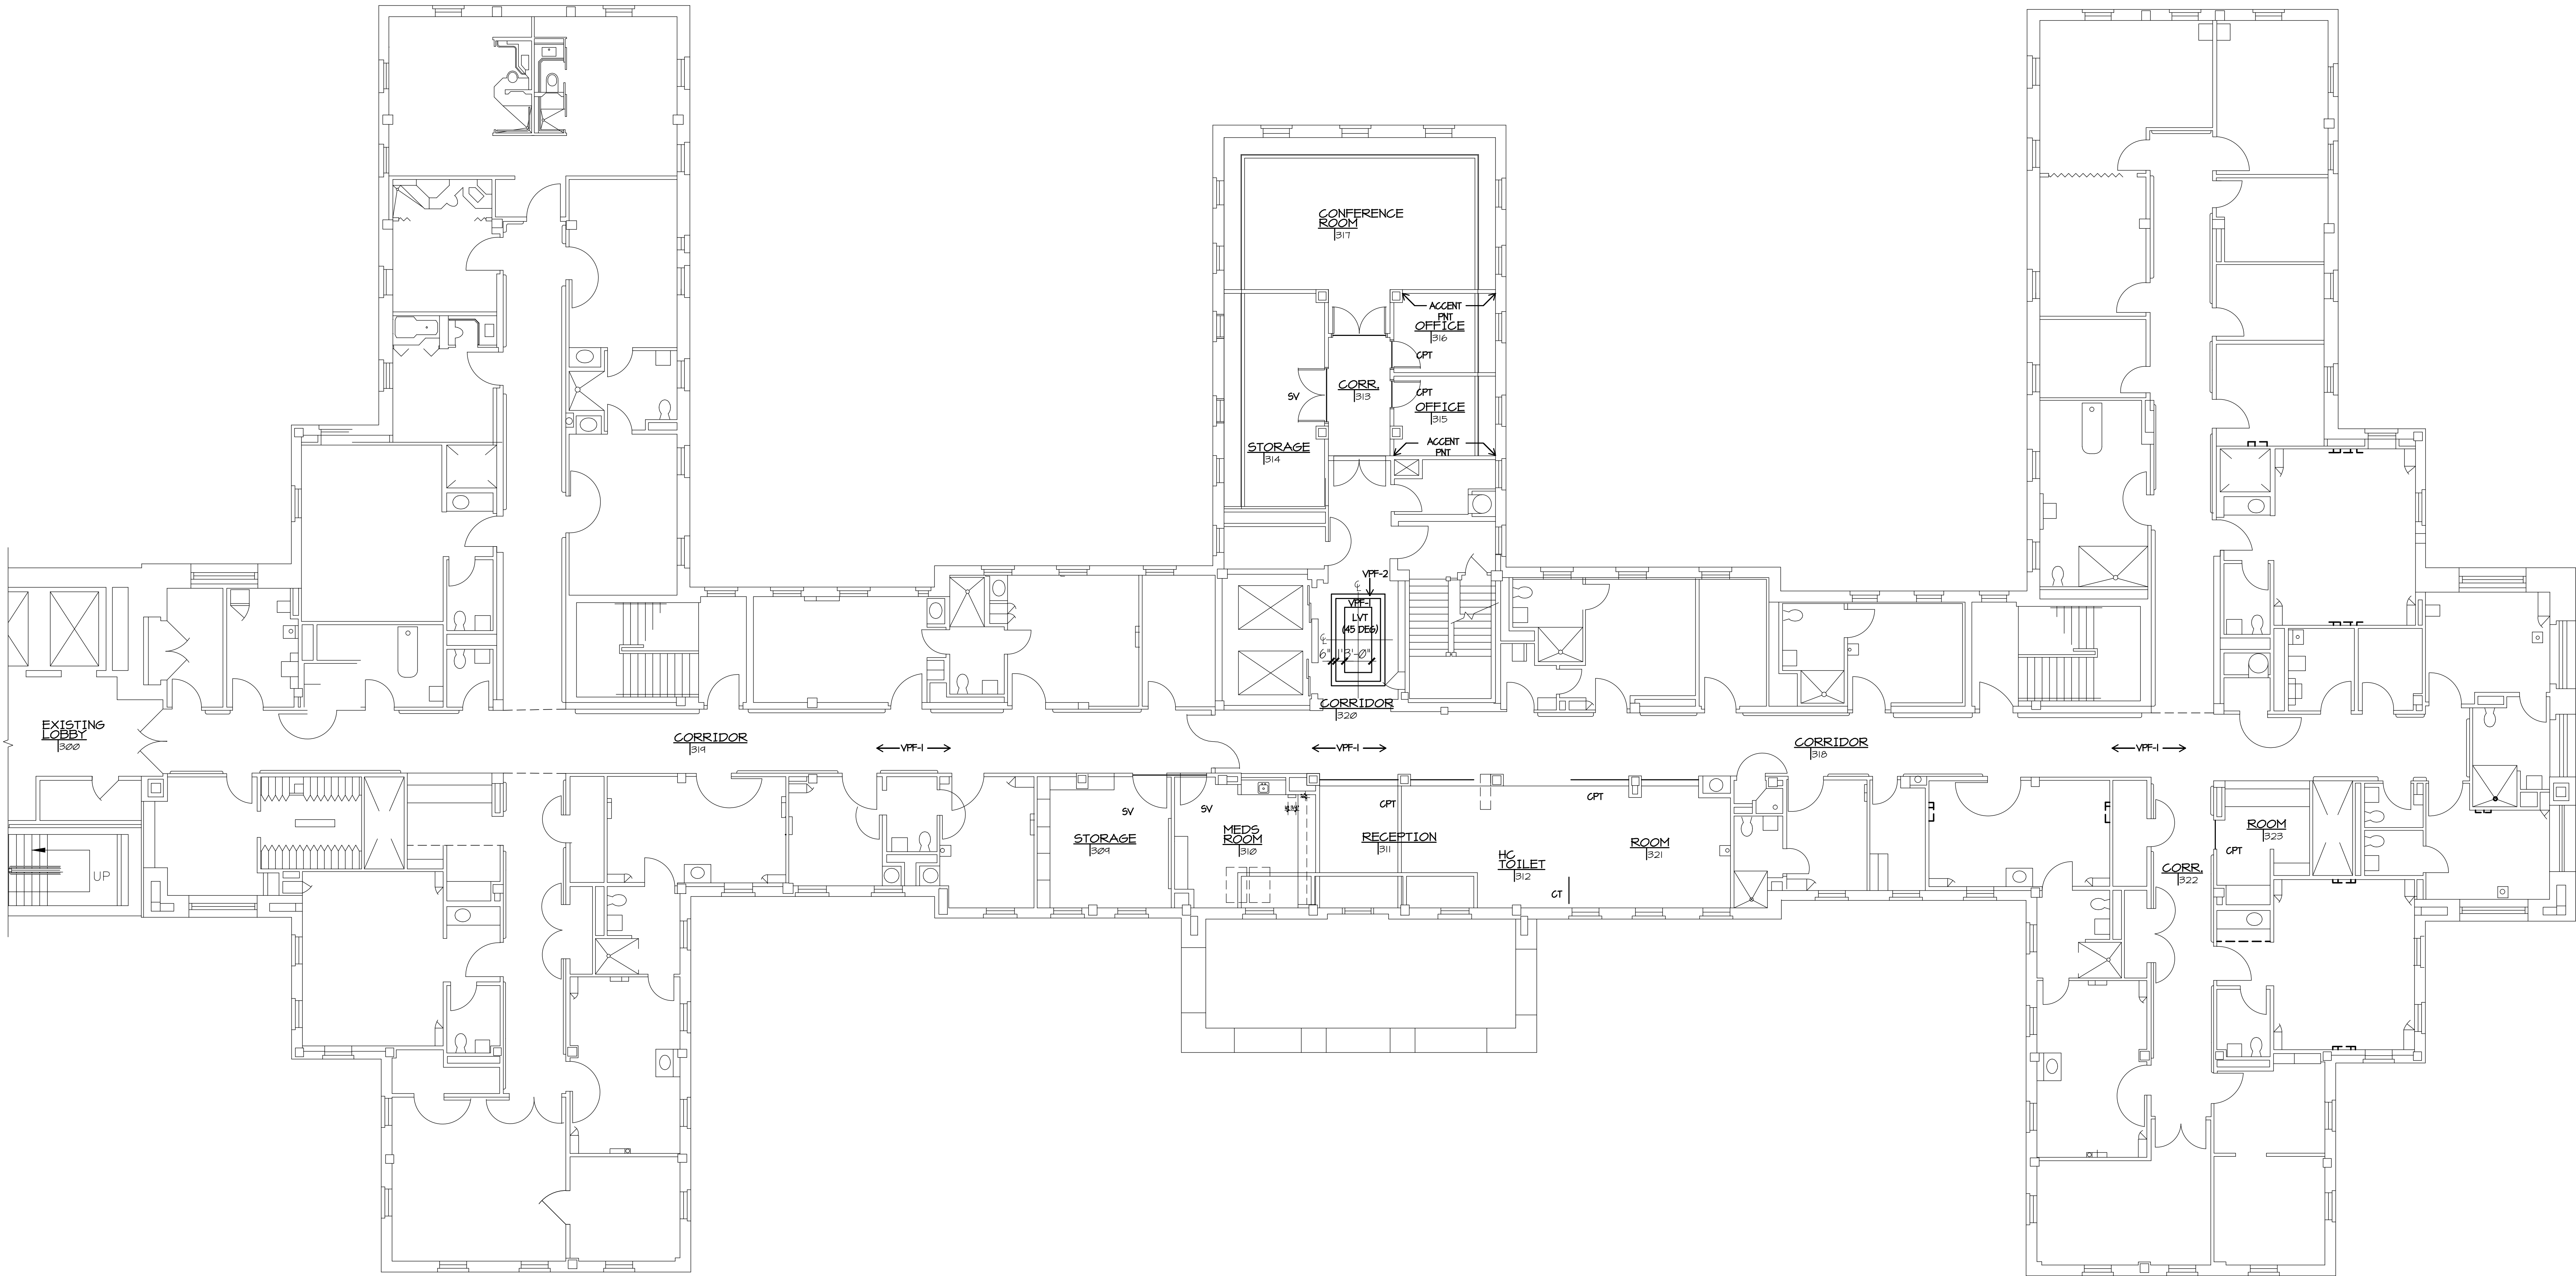 CONFERENCE
ROOM
317
ACCENT
PNT
OFFICE
316
CPT
CORR.
313
SV
CPT
OFFICE
315
ACCENT
PNT
STORAGE
314
VPF-2
℄
VPF-1
LVT
(45 DEG)
℄
6" 1'3'-0"
CORRIDOR
320
EXISTING
LOBBY
300
CORRIDOR
319
VPF-1
VPF-1
CORRIDOR
318
VPF-1
UP
SV
STORAGE
309
SV
MEDS
ROOM
310
CPT
RECEPTION
311
CPT
HC
TOILET
312
CT
ROOM
321
CORR.
322
ROOM
323
CPT